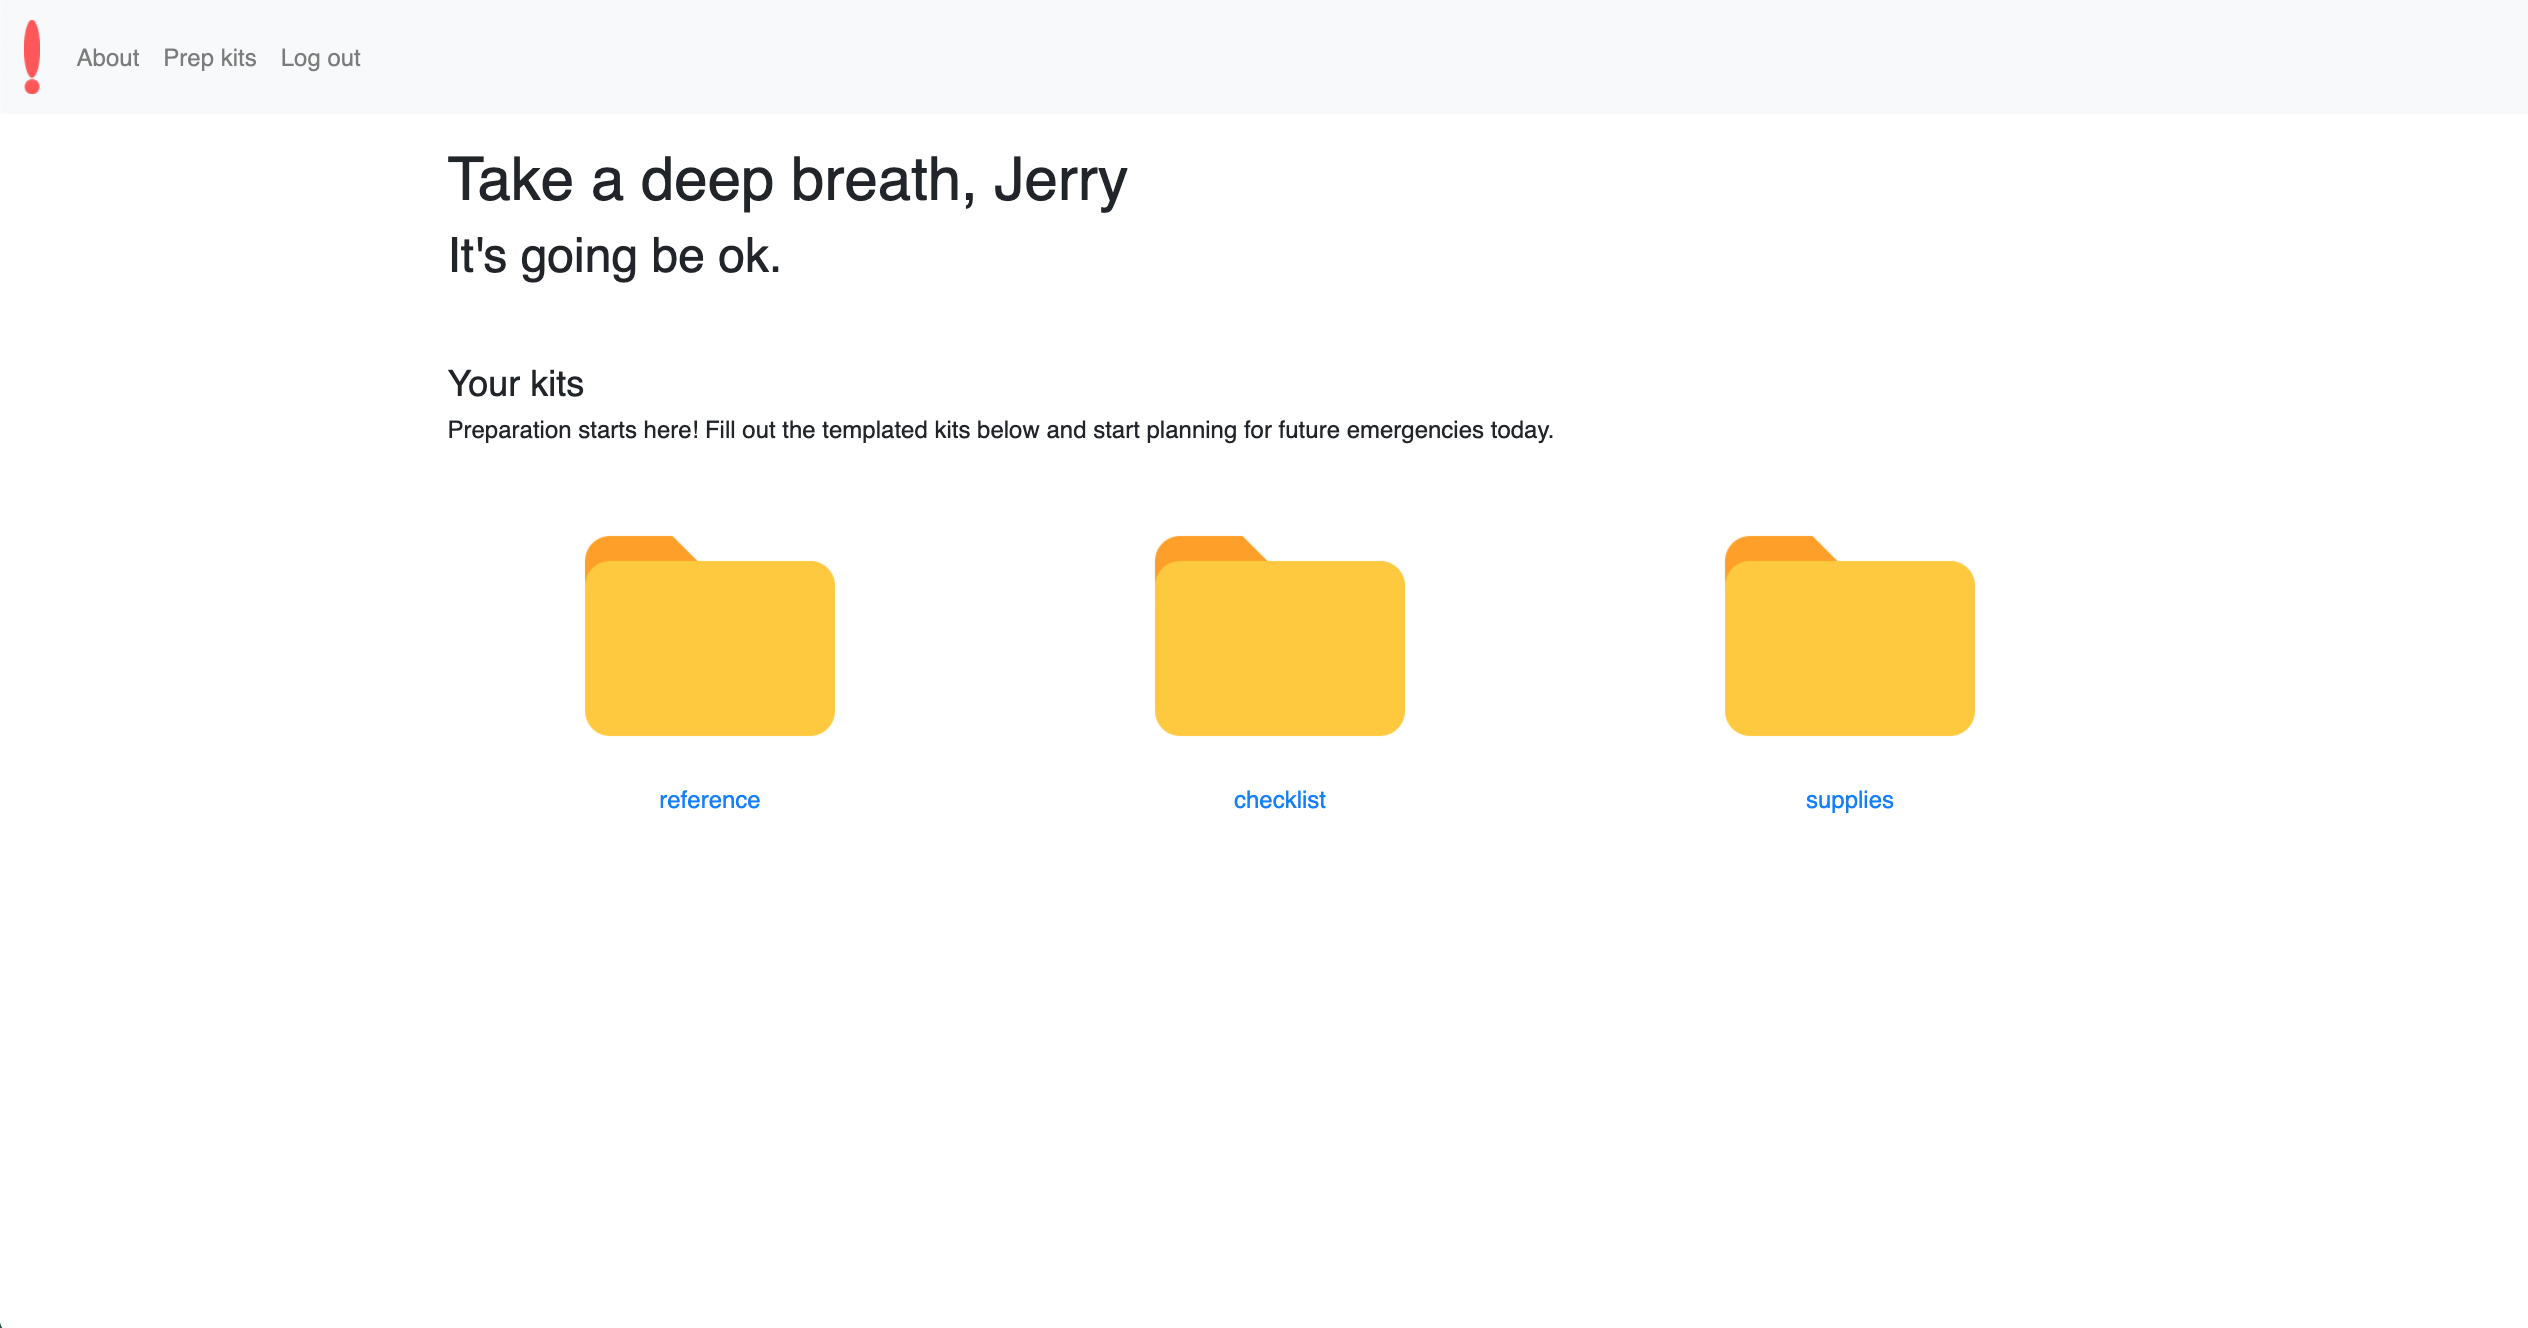 About Prep kits Log out
Take a deep breath, Jerry
It's going be ok.
Your kits
Preparation starts here! Fill out the templated kits below and start planning for future emergencies today.
reference checklist supplies